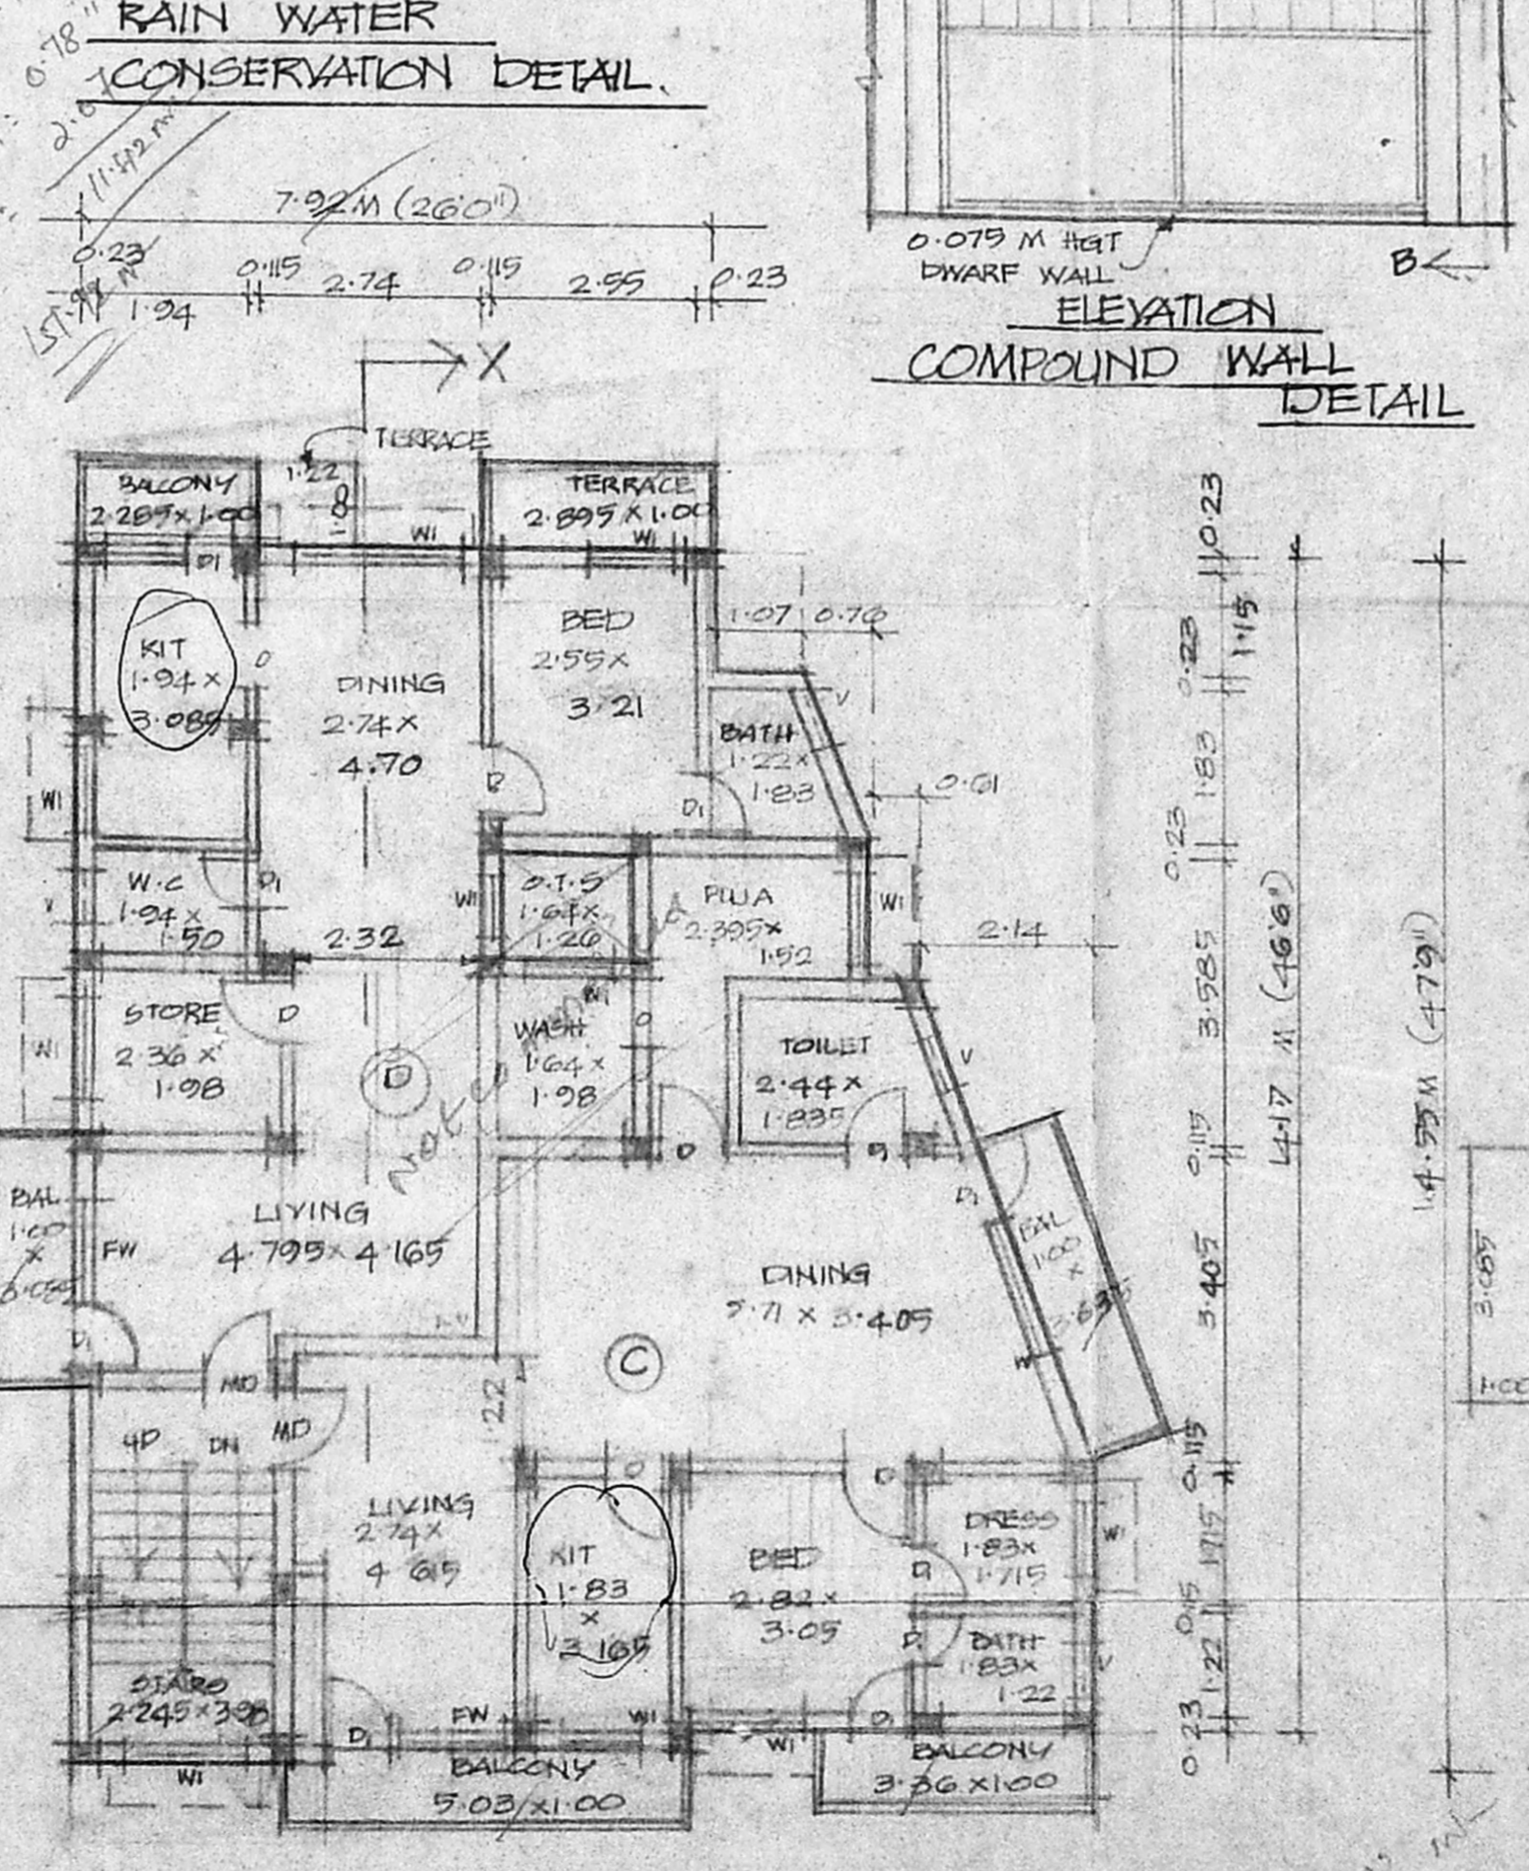 RAIN WATER
CONSERVATION DETAIL.
0.78"
2.07
11.42 m
7.92 M (26'0")
0.23
0.115
0.115
0.23
1.94
2.74
2.55
0.075 M HGT
DWARF WALL
B
ELEVATION
COMPOUND WALL
DETAIL
X
TERRACE
1.22
BALCONY
2.285 x 1.00
TERRACE
2.895 x 1.00
W1
W1
D1
0.23
1.15
0.23
1.07
0.76
KIT
1.94 x
3.085
D
DINING
2.74 x
4.70
BED
2.55 x
3.21
BATH
1.22 x
1.83
V
W1
D
D1
0.61
1.83
0.23
W.C
1.94 x
1.50
V
D1
W1
O.T.S
1.64 x
1.26
PUJA
2.395 x
1.52
W1
2.32
2.14
3.585
14.17 M (46'6")
14.55 M (47'9")
STORE
2.36 x
1.98
D
W1
D
W1
WASH
1.64 x
1.98
O
TOILET
2.44 x
1.835
V
D
D1
0.115
BAL
1.00
x
FW
LIVING
4.795 x 4.165
D1
BAL
1.00
x
3.635
DINING
5.71 x 3.405
3.405
3.085
1.00
D1
C
MD
MD
UP
DN
1.22
0.115
LIVING
2.74 x
4.615
O
KIT
1.83
x
3.165
BED
2.82 x
3.05
D
DRESS
1.83 x
1.715
W1
1.715
D1
0.115
BATH
1.83 x
1.22
D1
V
1.22
0.23
STAIRS
2.245 x 3.98
W1
D1
FW
W1
W1
D1
BALCONY
5.03 x 1.00
BALCONY
3.36 x 1.00